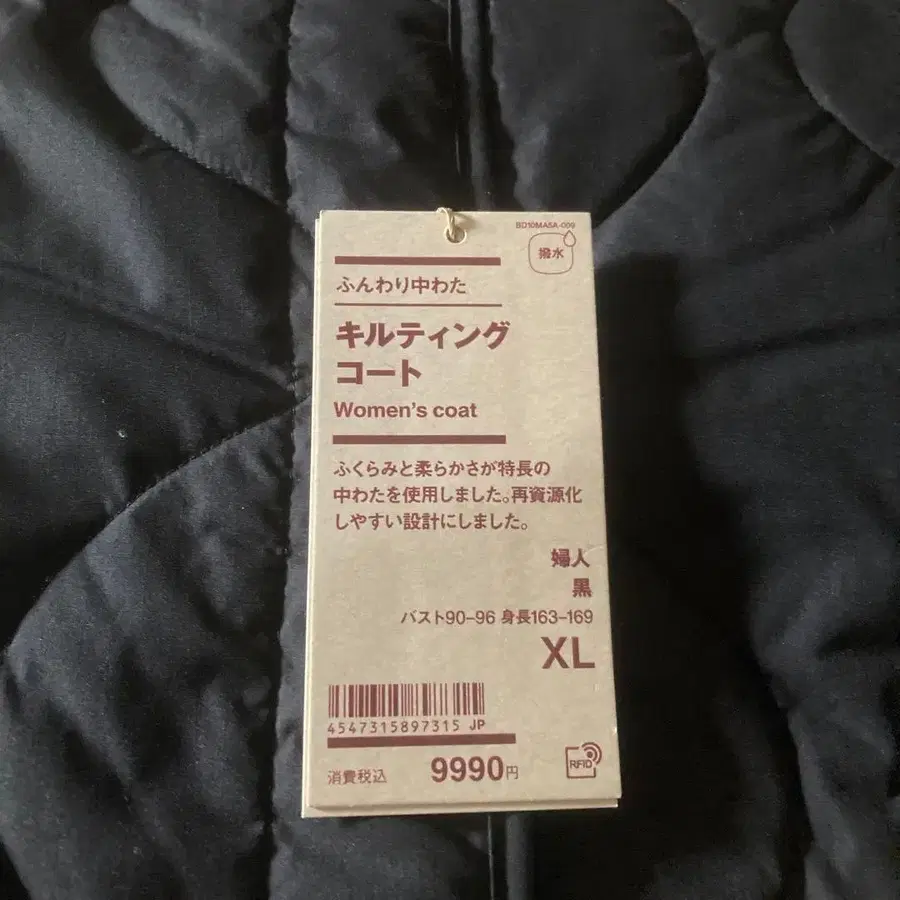 BD10MA5A-009
撥水
ふんわり中わた
キルティング
コート
Women's coat
ふくらみと柔らかさが特長の
中わたを使用しました。再資源化
しやすい設計にしました。
婦人
黒
バスト90-96 身長163-169
XL
4547315897315 JP
消費税込 9990円
RFID